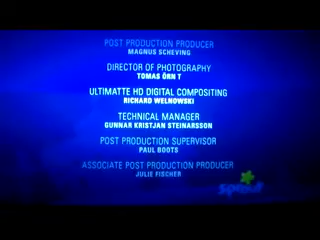 POST PRODUCTION PRODUCER
MAGNUS SCHEVING
DIRECTOR OF PHOTOGRAPHY
TOMAS ÖRN T
ULTIMATTE HD DIGITAL COMPOSITING
RICHARD WELNOWSKI
TECHNICAL MANAGER
GUNNAR KRISTJAN STEINARSSON
POST PRODUCTION SUPERVISOR
PAUL BOOTS
ASSOCIATE POST PRODUCTION PRODUCER
JULIE FISCHER
sprout